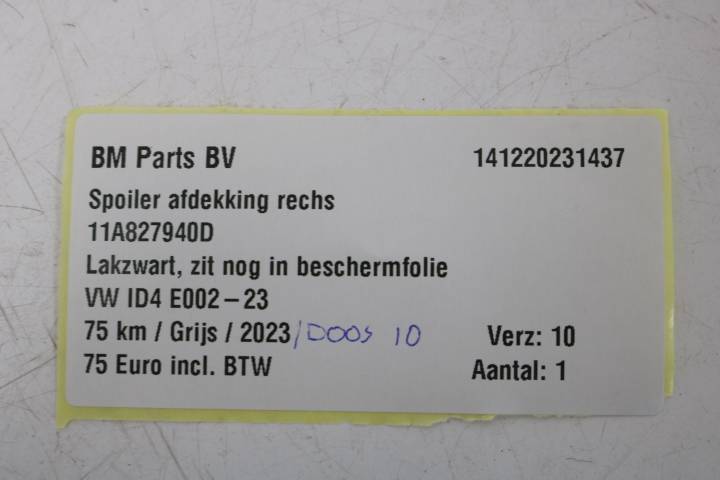 BM Parts BV 141220231437
Spoiler afdekking rechs
11A827940D
Lakzwart, zit nog in beschermfolie
VW ID4 E002-23
75 km / Grijs / 2023 / DOOS 10 Verz: 10
75 Euro incl. BTW Aantal: 1